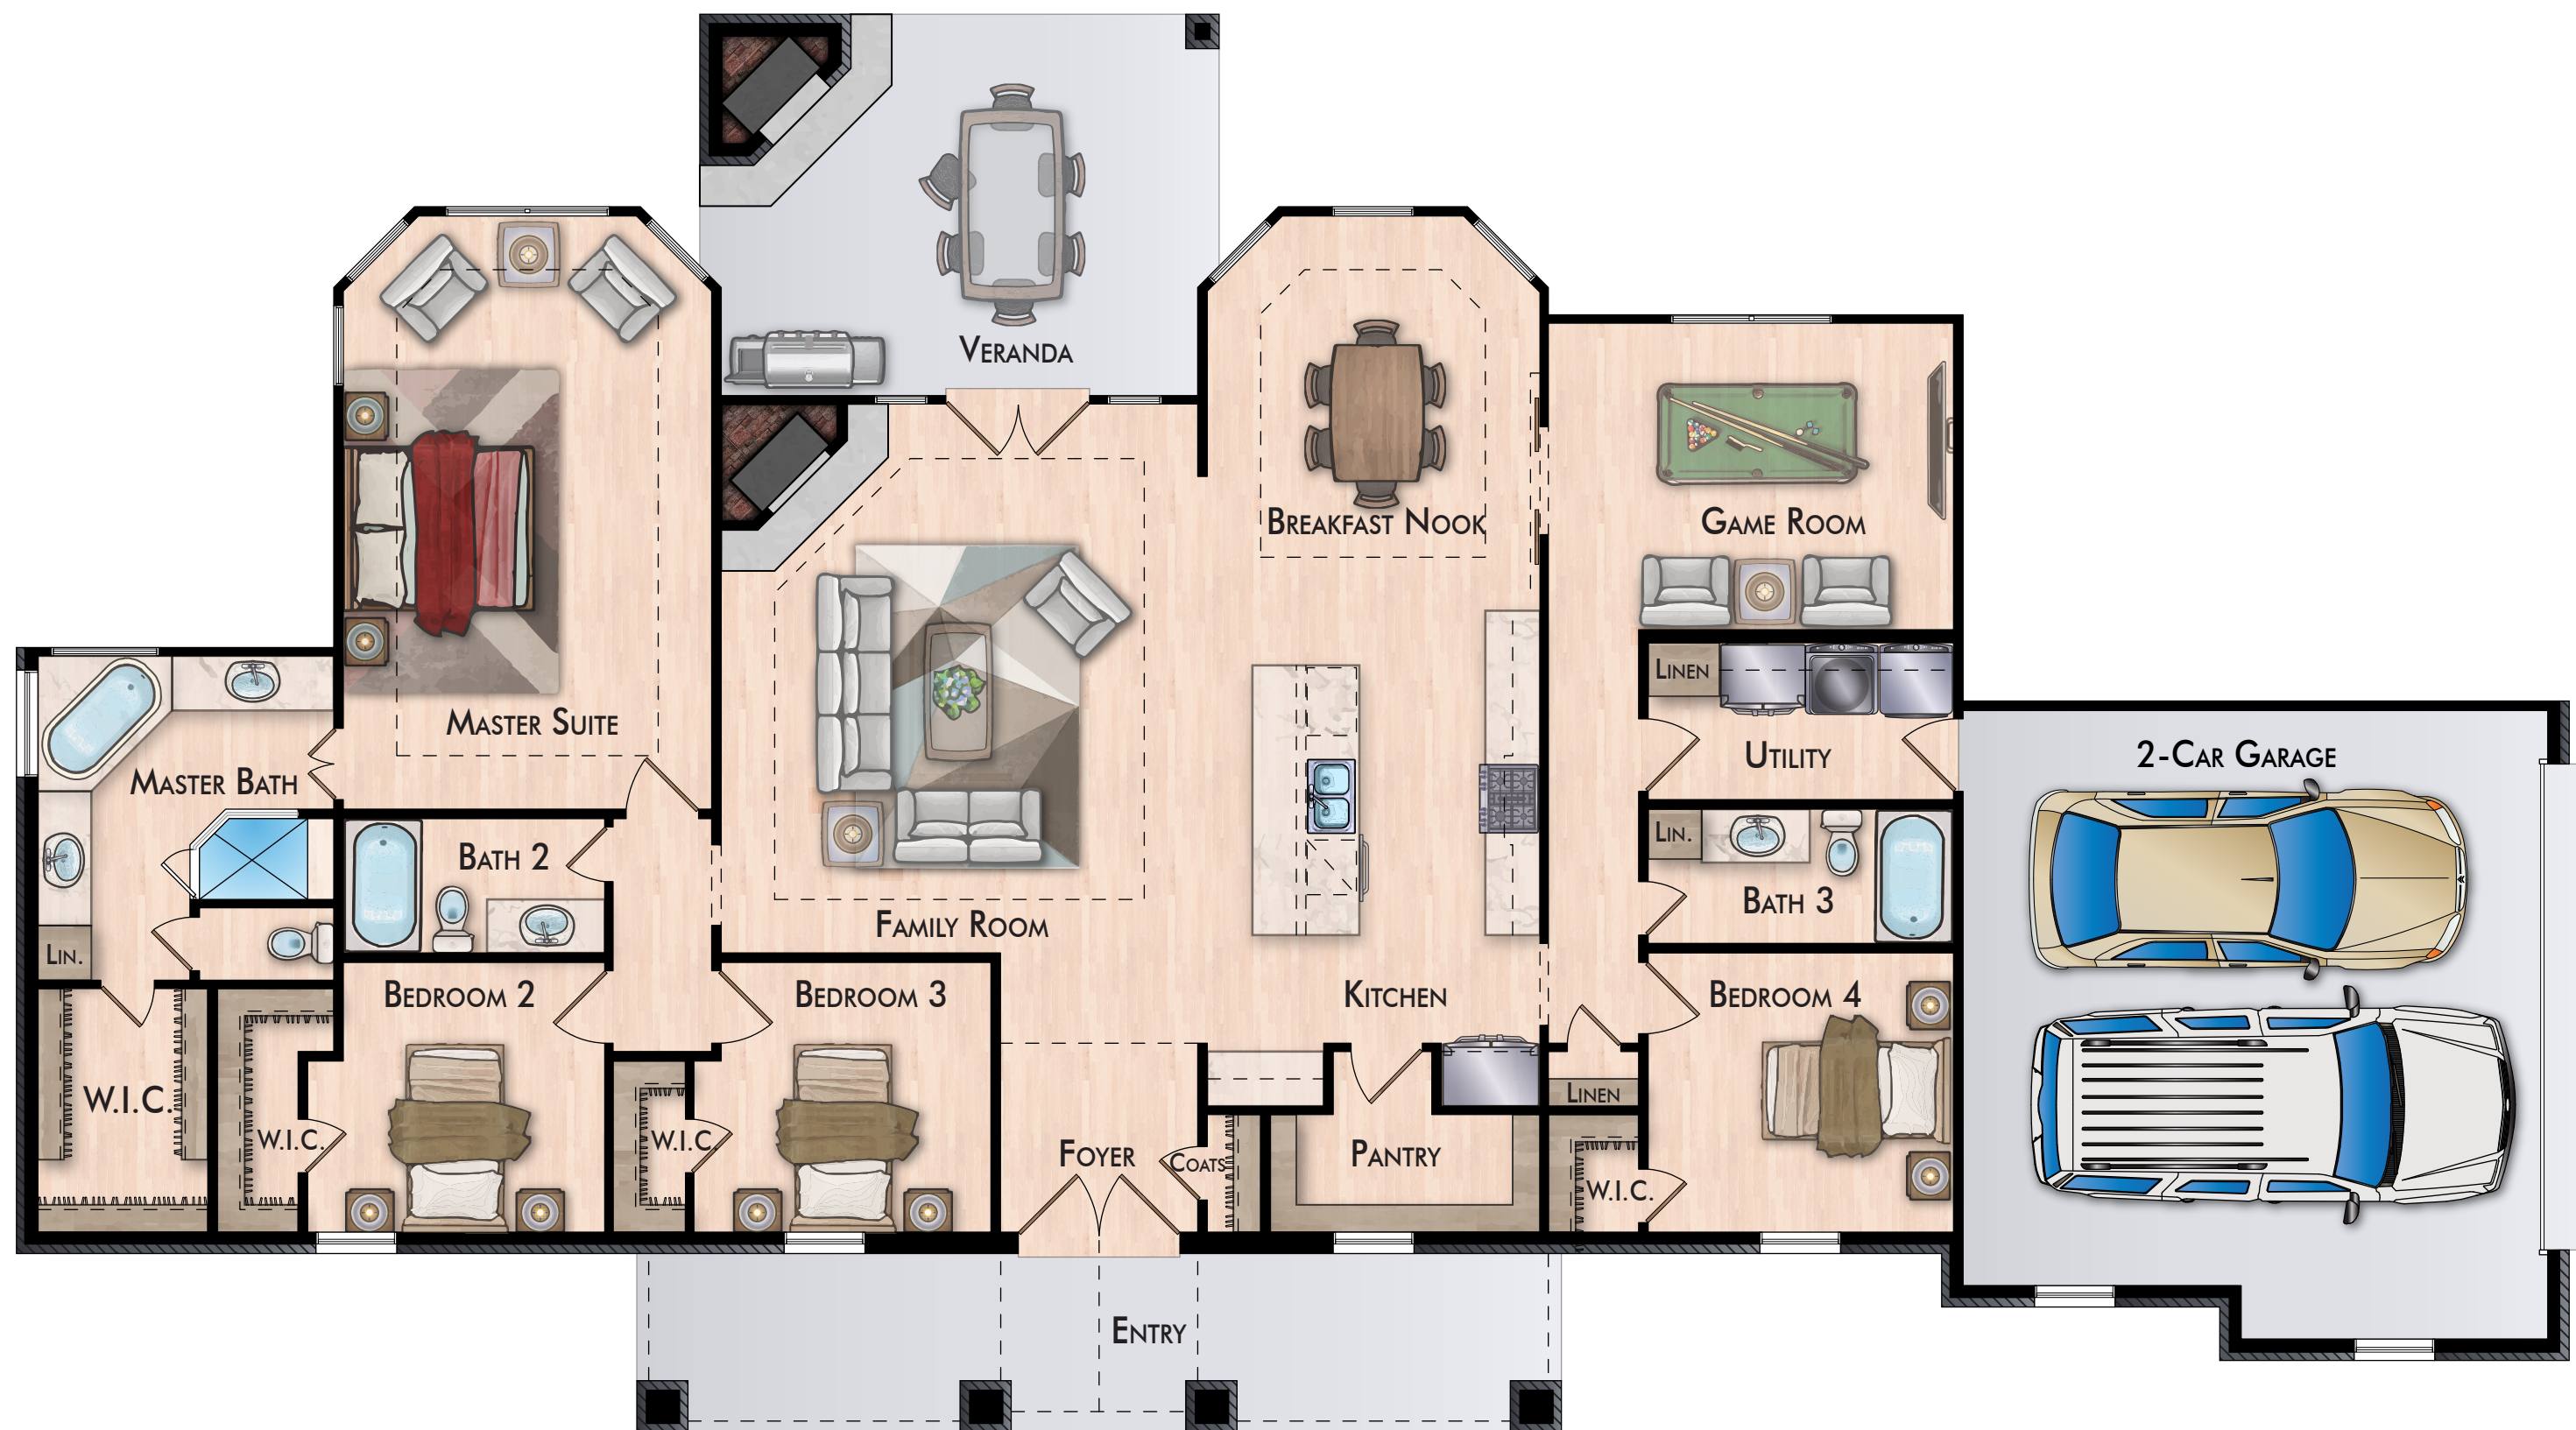 Veranda
Breakfast Nook
Game Room
Linen
Master Suite
Utility
2-Car Garage
Master Bath
Lin.
Bath 2
Bath 3
Family Room
Lin.
Bedroom 2
Bedroom 3
Kitchen
Bedroom 4
Linen
W.I.C.
W.I.C.
W.I.C.
Foyer
Coats
Pantry
W.I.C.
Entry